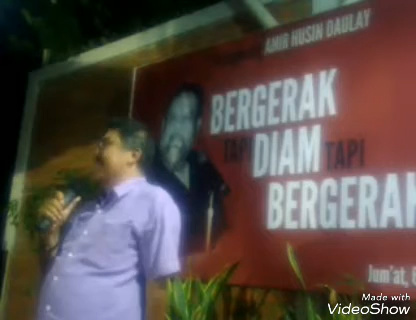 AMIR HUSIN DAULAY
BERGERAK
TAPI DIAM TAPI
BERGERAK
Jum'at,
Made with
VideoShow